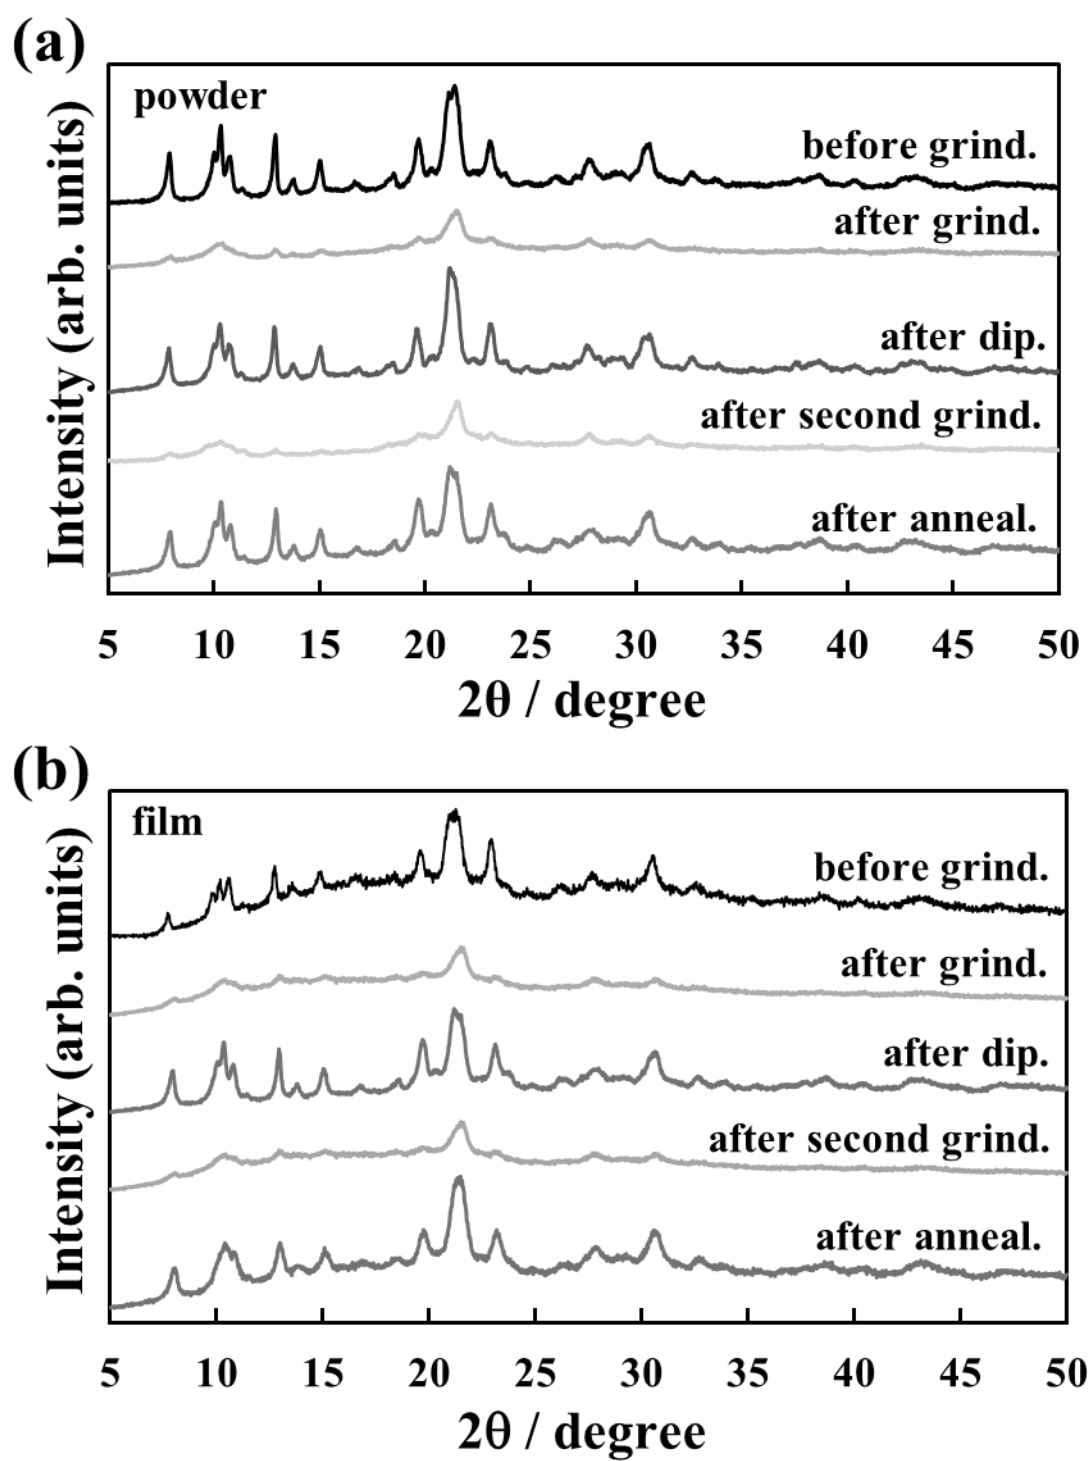 (a)
powder
Intensity (arb. units)
before grind.
after grind.
after dip.
after second grind.
after anneal.
5 10 15 20 25 30 35 40 45 50
2θ / degree
(b)
film
Intensity (arb. units)
before grind.
after grind.
after dip.
after second grind.
after anneal.
5 10 15 20 25 30 35 40 45 50
2θ / degree